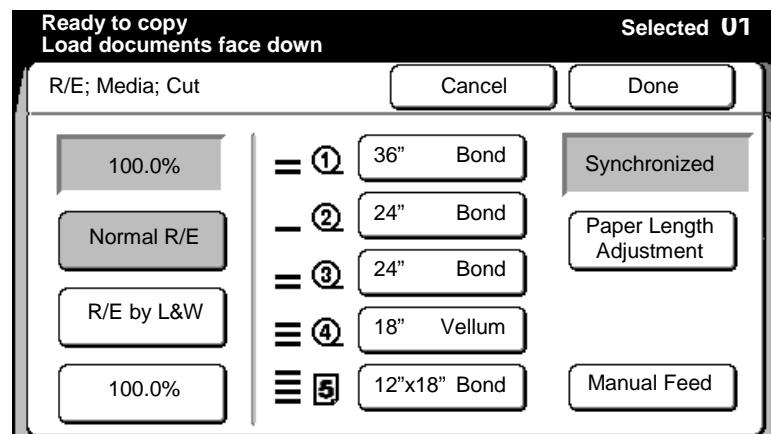 Ready to copy
Load documents face down
Selected 01
R/E; Media; Cut
Cancel
Done
100.0%
Normal R/E
R/E by L&W
100.0%
1 36” Bond
2 24” Bond
3 24” Bond
4 18” Vellum
5 12”x18” Bond
Synchronized
Paper Length
Adjustment
Manual Feed